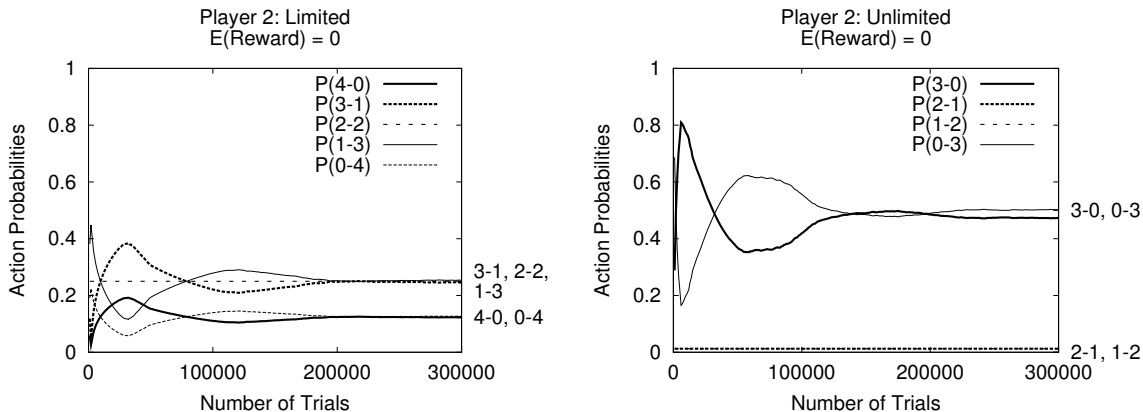 Player 2: Limited
E(Reward) = 0
Action Probabilities
1
0.8
0.6
0.4
0.2
0
P(4-0)
P(3-1)
P(2-2)
P(1-3)
P(0-4)
3-1, 2-2,
1-3
4-0, 0-4
0
100000
200000
300000
Number of Trials
Player 2: Unlimited
E(Reward) = 0
Action Probabilities
1
0.8
0.6
0.4
0.2
0
P(3-0)
P(2-1)
P(1-2)
P(0-3)
3-0, 0-3
2-1, 1-2
0
100000
200000
300000
Number of Trials